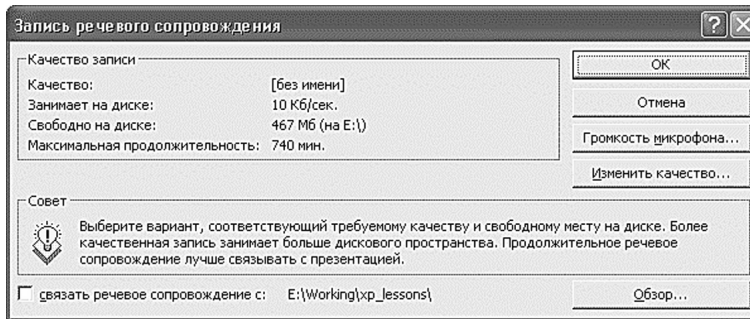 Запись речевого сопровождения
Качество записи
Качество: [без имени]
Занимает на диске: 10 Кб/сек.
Свободно на диске: 467 Мб (на E:\)
Максимальная продолжительность: 740 мин.
OK
Отмена
Громкость микрофона...
Изменить качество...
Совет
Выберите вариант, соответствующий требуемому качеству и свободному месту на диске. Более
качественная запись занимает больше дискового пространства. Продолжительное речевое
сопровождение лучше связывать с презентацией.
связать речевое сопровождение с: E:\Working\xp_lessons\
Обзор...